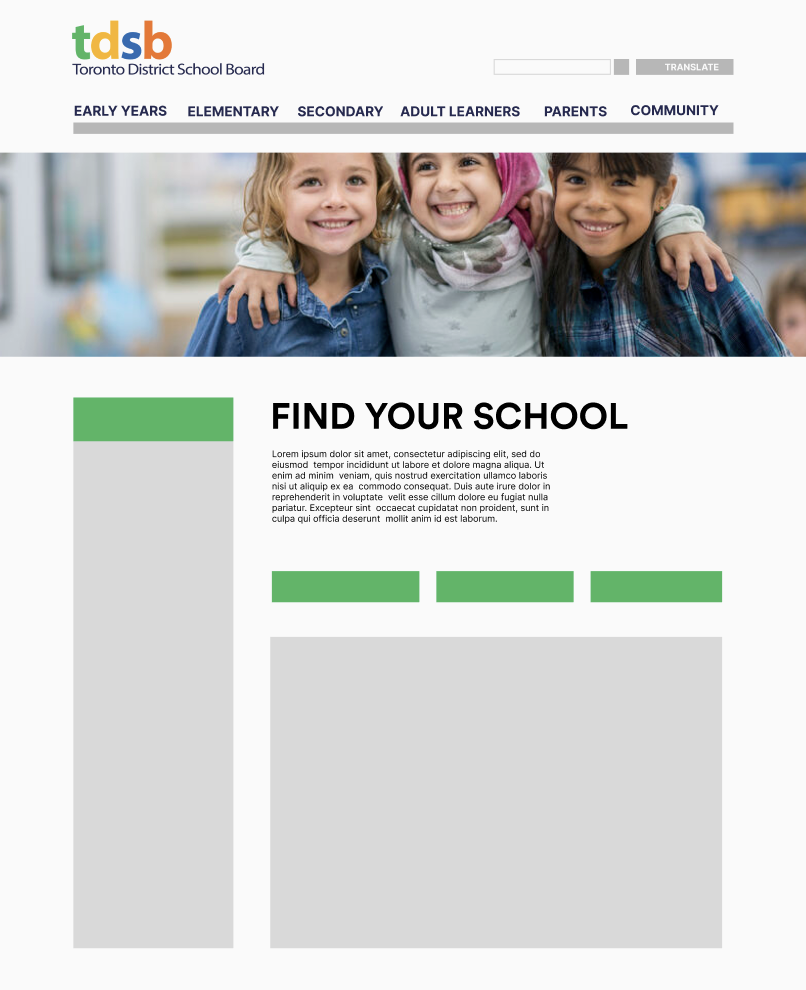 tdsb
Toronto District School Board
TRANSLATE
EARLY YEARS ELEMENTARY SECONDARY ADULT LEARNERS PARENTS COMMUNITY
FIND YOUR SCHOOL
Lorem ipsum dolor sit amet, consectetur adipiscing elit, sed do
eiusmod  tempor incididunt ut labore et dolore magna aliqua. Ut
enim ad minim  veniam, quis nostrud exercitation ullamco laboris
nisi ut aliquip ex ea  commodo consequat. Duis aute irure dolor in
reprehenderit in voluptate  velit esse cillum dolore eu fugiat nulla
pariatur. Excepteur sint  occaecat cupidatat non proident, sunt in
culpa qui officia deserunt  mollit anim id est laborum.